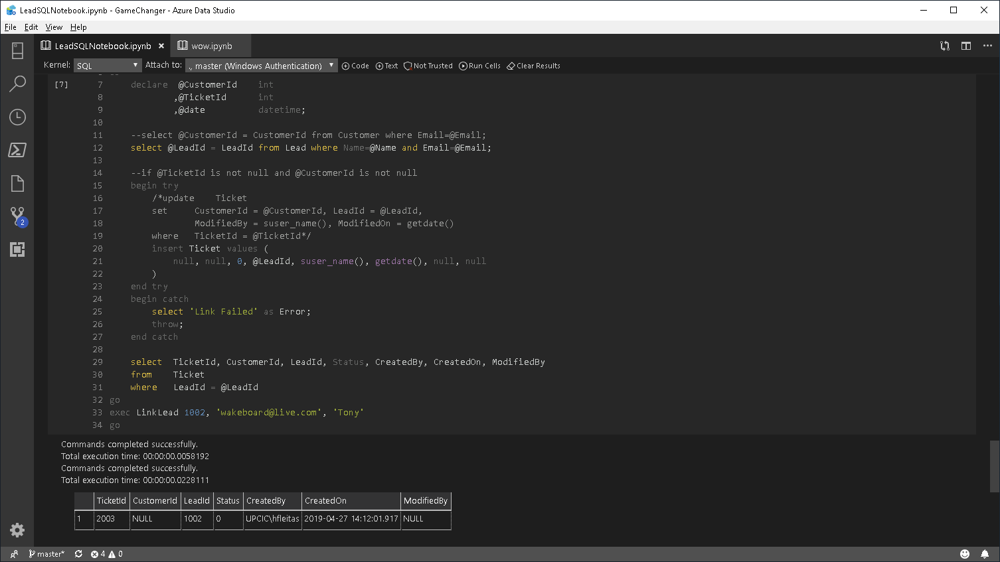 LeadSQLNotebook.ipynb - GameChanger - Azure Data Studio
File Edit View Help
LeadSQLNotebook.ipynb wow.ipynb
Kernel: SQL Attach to: ., master (Windows Authentication) Code Text Not Trusted Run Cells Clear Results
[7] 7 declare @CustomerId int
8 ,@TicketId int
9 ,@date datetime;
10
11 --select @CustomerId = CustomerId from Customer where Email=@Email;
12 select @LeadId = LeadId from Lead where Name=@Name and Email=@Email;
13
14 --if @TicketId is not null and @CustomerId is not null
15 begin try
16 /*update Ticket
17 set CustomerId = @CustomerId, LeadId = @LeadId,
18 ModifiedBy = suser_name(), ModifiedOn = getdate()
19 where TicketId = @TicketId*/
20 insert Ticket values (
21 null, null, 0, @LeadId, suser_name(), getdate(), null, null
22 )
23 end try
24 begin catch
25 select 'Link Failed' as Error;
26 throw;
27 end catch
28
29 select TicketId, CustomerId, LeadId, Status, CreatedBy, CreatedOn, ModifiedBy
30 from Ticket
31 where LeadId = @LeadId
32 go
33 exec LinkLead 1002, 'wakeboard@live.com', 'Tony'
34 go
Commands completed successfully.
Total execution time: 00:00:00.0058192
Commands completed successfully.
Total execution time: 00:00:00.0228111
TicketId CustomerId LeadId Status CreatedBy CreatedOn ModifiedBy
1 2003 NULL 1002 0 UPCIC\hfleitas 2019-04-27 14:12:01.917 NULL
2
master* 4 0